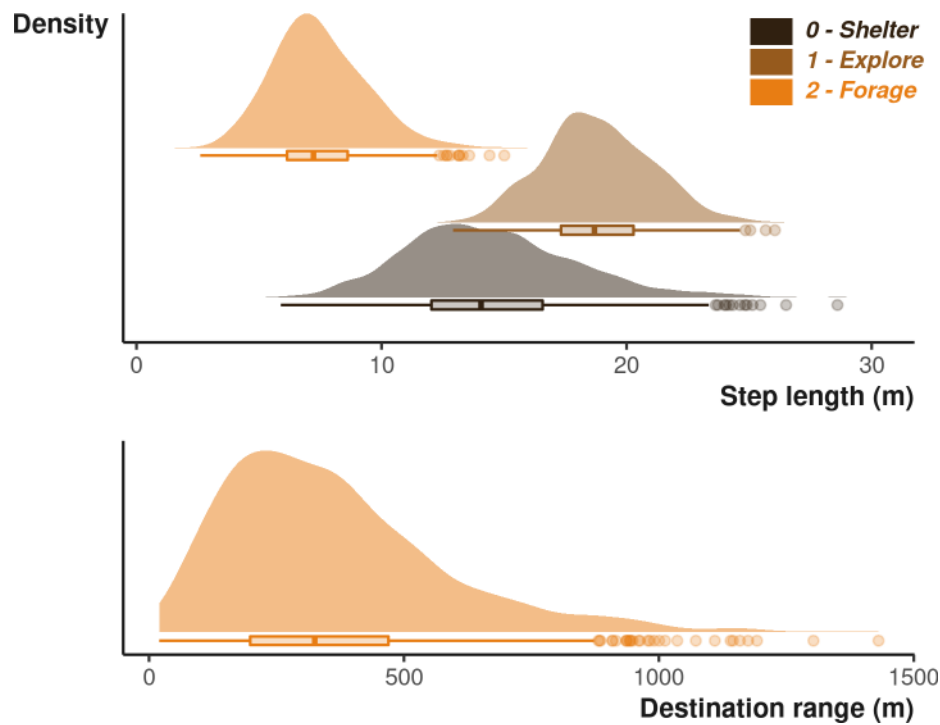 Density
0 - Shelter
1 - Explore
2 - Forage
0 10 20 30
Step length (m)
0 500 1000 1500
Destination range (m)